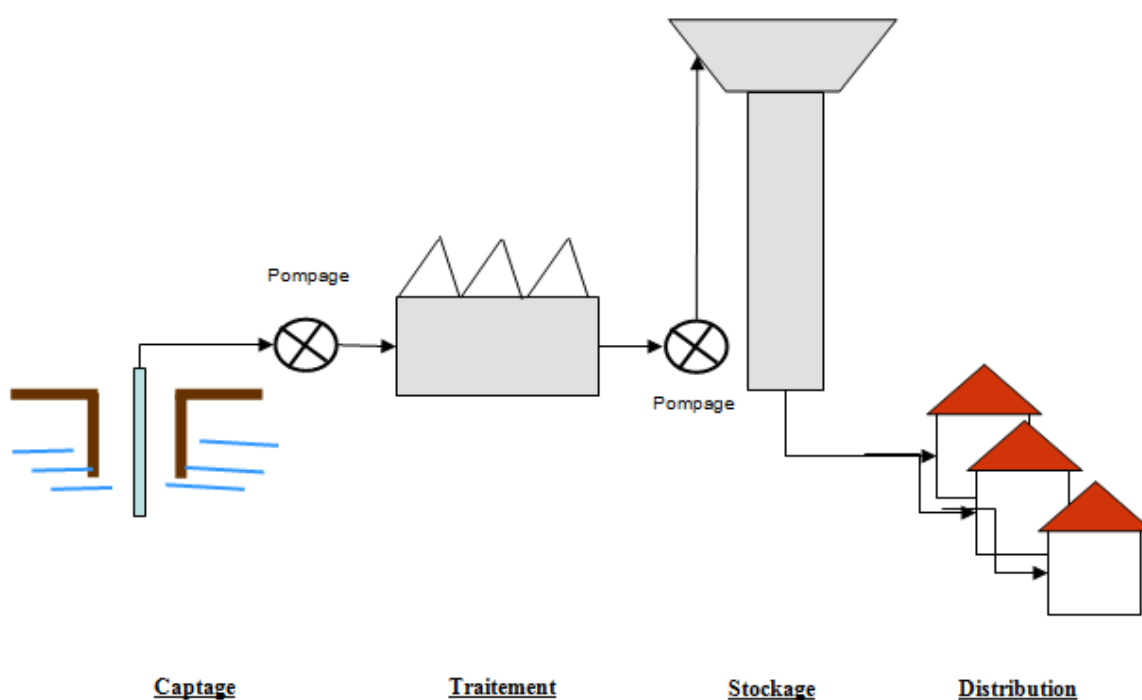 Pompage
Pompage
Captage
Traitement
Stockage
Distribution